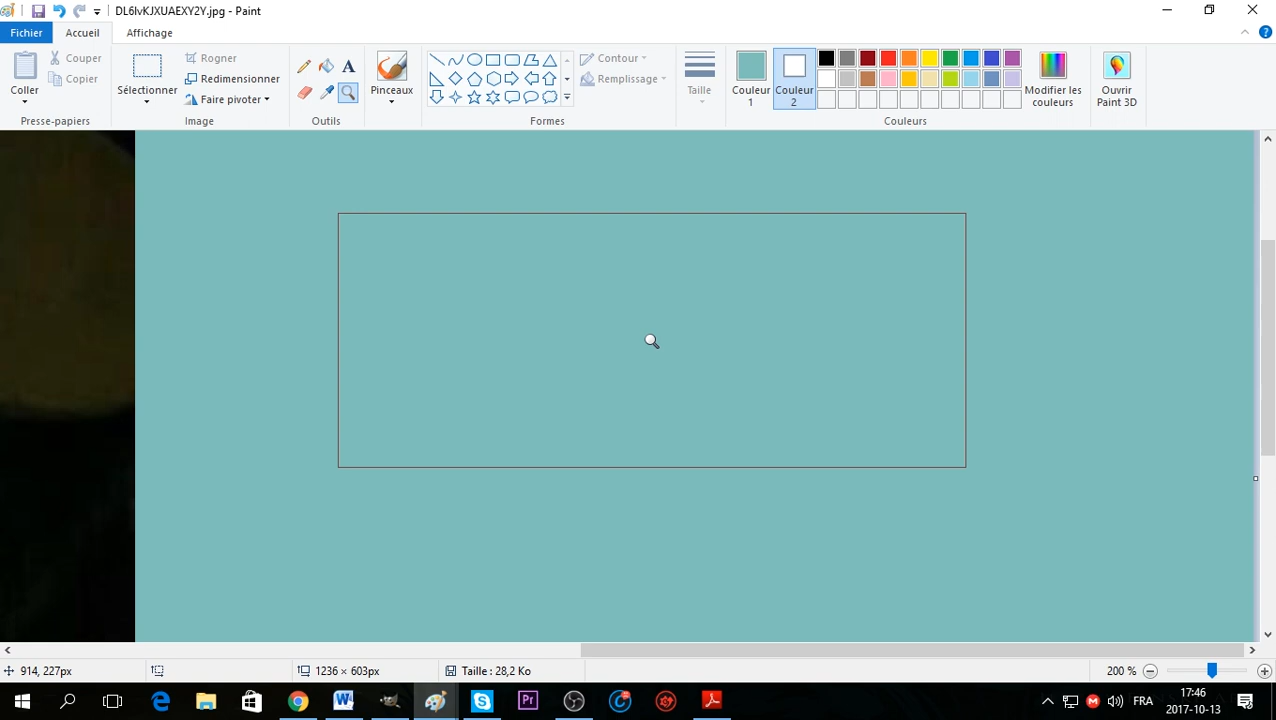 DL6lvKJXUAEXY2Y.jpg - Paint
Fichier Accueil Affichage
Coller
Couper
Copier
Presse-papiers
Sélectionner
Rogner
Redimensionner
Faire pivoter
Image
A
Outils
Pinceaux
Contour
Remplissage
Formes
Taille
Couleur 1
Couleur 2
Modifier les couleurs
Couleurs
Ouvrir Paint 3D
914, 227px 1236 × 603px Taille : 28,2 Ko 200 %
W Pr FRA 17:46
2017-10-13